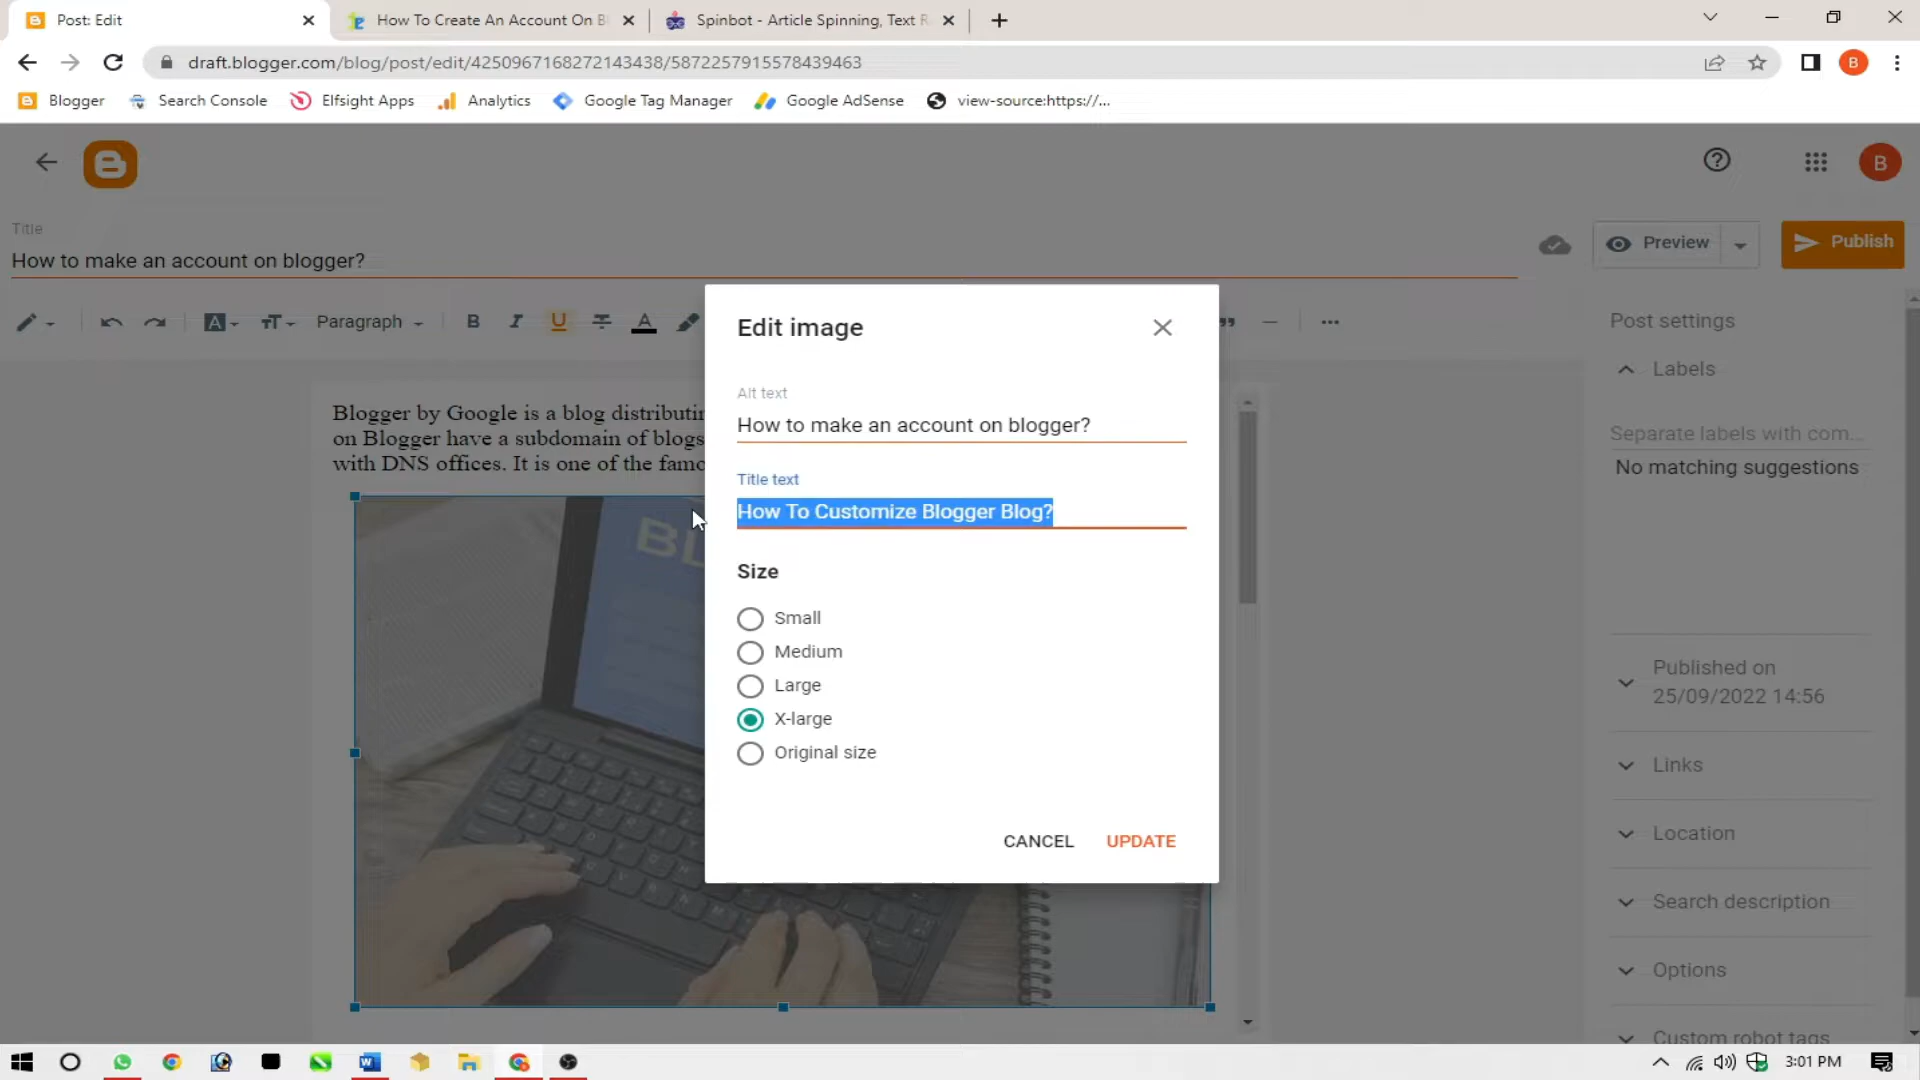 Post: Edit
How To Create An Account On B
Spinbot - Article Spinning, Text R
draft.blogger.com/blog/post/edit/4250967168272143438/5872257915578439463
B
Blogger
Search Console
Elfsight Apps
Analytics
Google Tag Manager
Google AdSense
view-source:https://...
B
Title
How to make an account on blogger?
Preview
Publish
Paragraph
B
I
U
A
Post settings
Labels
Separate labels with com...
No matching suggestions
Published on
25/09/2022 14:56
Links
Location
Search description
Options
Custom robot tags
Blogger by Google is a blog distributin
on Blogger have a subdomain of blogs
with DNS offices. It is one of the famo
BL
Edit image
Alt text
How to make an account on blogger?
Title text
How To Customize Blogger Blog?
Size
Small
Medium
Large
X-large
Original size
CANCEL
UPDATE
3:01 PM